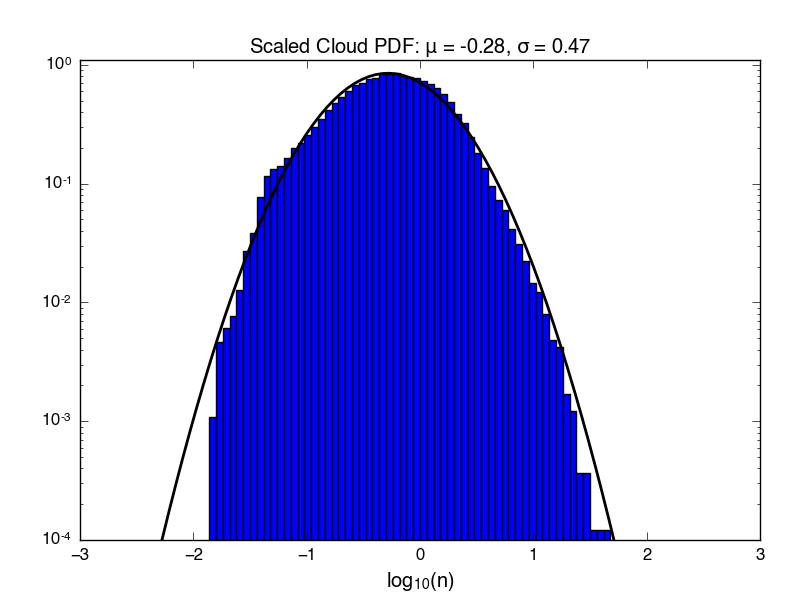 Scaled Cloud PDF: μ = -0.28, σ = 0.47
10⁰
10⁻¹
10⁻²
10⁻³
10⁻⁴
−3 −2 −1 0 1 2 3
log₁₀(n)